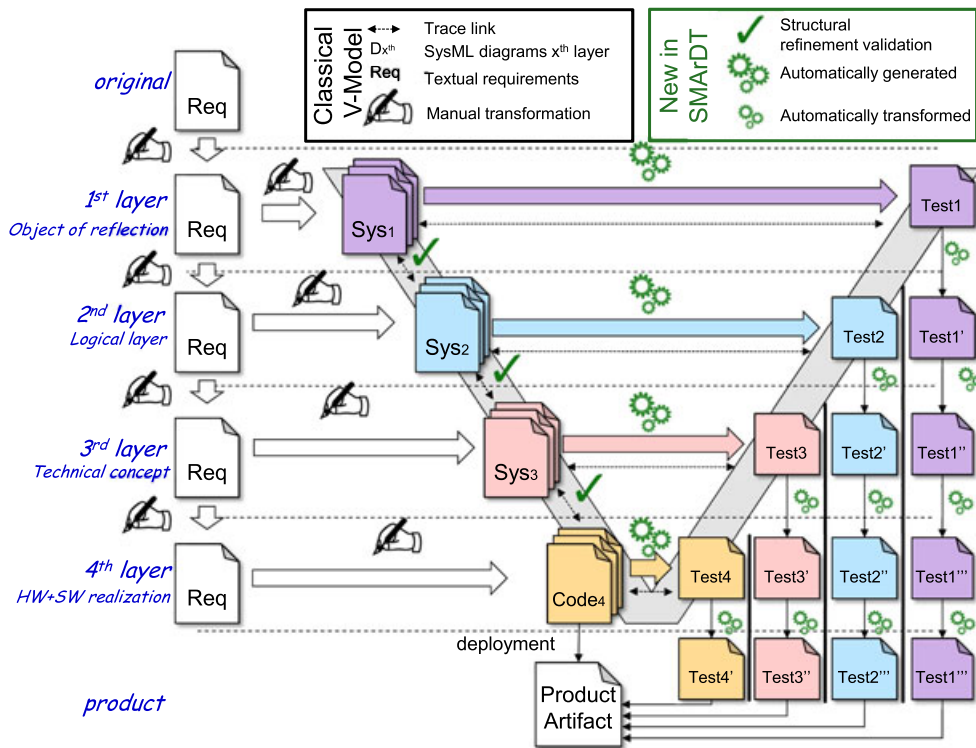 Classical
V-Model
Trace link
Dxth SysML diagrams xth layer
Req Textual requirements
Manual transformation
New in
SMArDT
Structural
refinement validation
Automatically generated
Automatically transformed
original
Req
1st layer
Object of reflection
Req
Sys1
Test1
2nd layer
Logical layer
Req
Sys2
Test2
Test1'
3rd layer
Technical concept
Req
Sys3
Test3
Test2'
Test1''
4th layer
HW+SW realization
Req
Code4
Test4
Test3'
Test2''
Test1'''
deployment
product
Product
Artifact
Test4'
Test3''
Test2'''
Test1'''